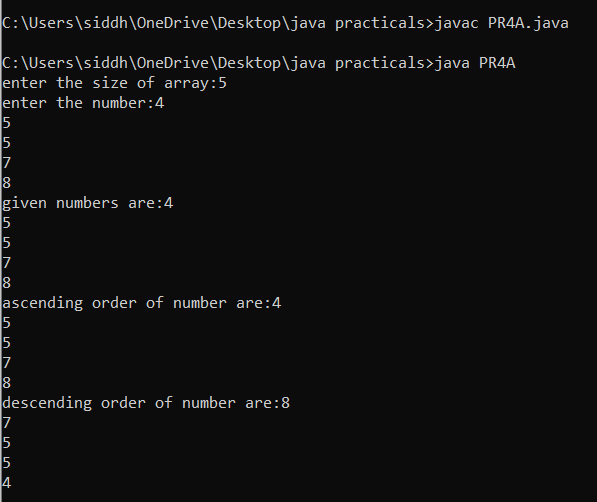 C:\Users\siddh\OneDrive\Desktop\java practicals>javac PR4A.java
C:\Users\siddh\OneDrive\Desktop\java practicals>java PR4A
enter the size of array:5
enter the number:4
5
5
7
8
given numbers are:4
5
5
7
8
ascending order of number are:4
5
5
7
8
descending order of number are:8
7
5
5
4